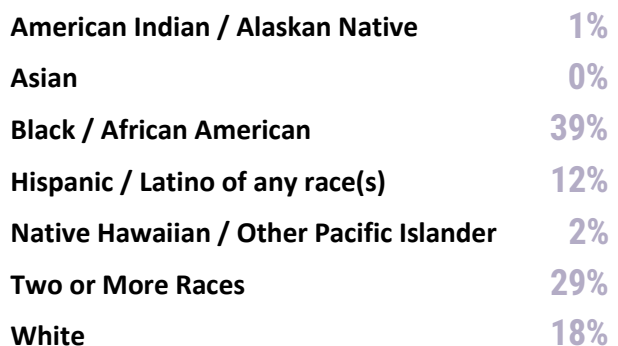 American Indian / Alaskan Native 1%
Asian 0%
Black / African American 39%
Hispanic / Latino of any race(s) 12%
Native Hawaiian / Other Pacific Islander 2%
Two or More Races 29%
White 18%